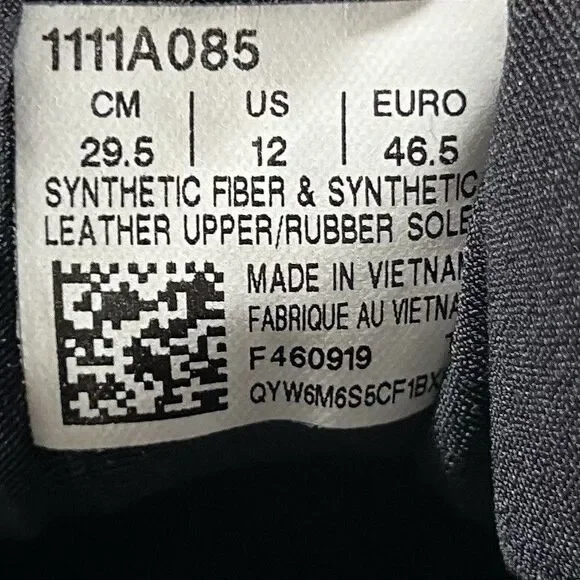 1111A085
CM | US | EURO
29.5 | 12 | 46.5
SYNTHETIC FIBER & SYNTHETIC
LEATHER UPPER/RUBBER SOLE
MADE IN VIETNAM
FABRIQUE AU VIETNA
F460919
QYW6M6S5CF1BX